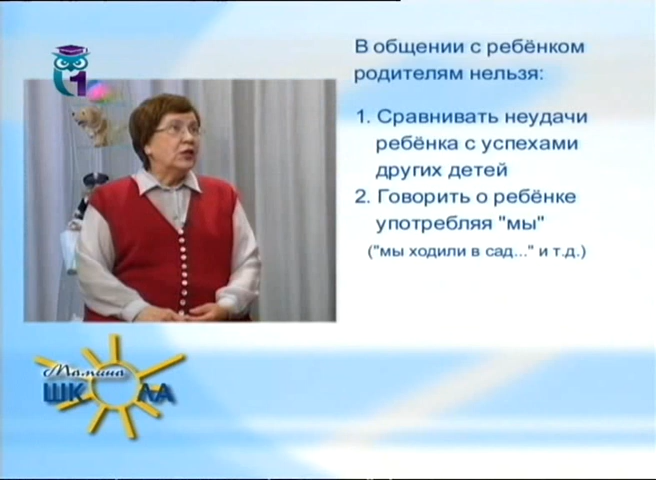 1
В общении с ребёнком
родителям нельзя:
1. Сравнивать неудачи
ребёнка с успехами
других детей
2. Говорить о ребёнке
употребляя "мы"
("мы ходили в сад..." и т.д.)
Мамина
ШКОЛА